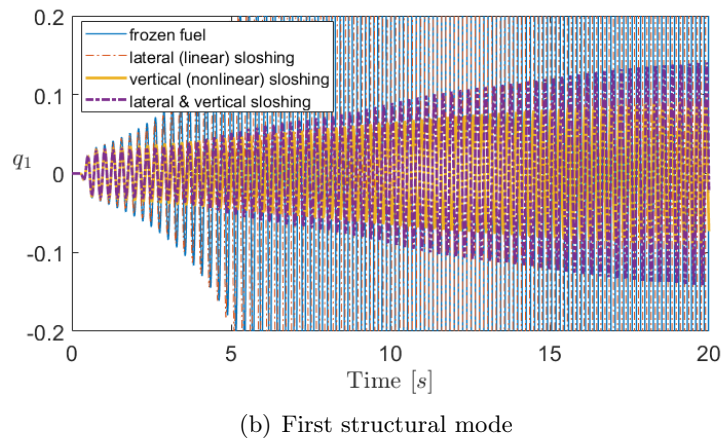 0.2
0.1
0
-0.1
-0.2
q1
frozen fuel
lateral (linear) sloshing
vertical (nonlinear) sloshing
lateral & vertical sloshing
0
5
10
15
20
Time [s]
(b) First structural mode